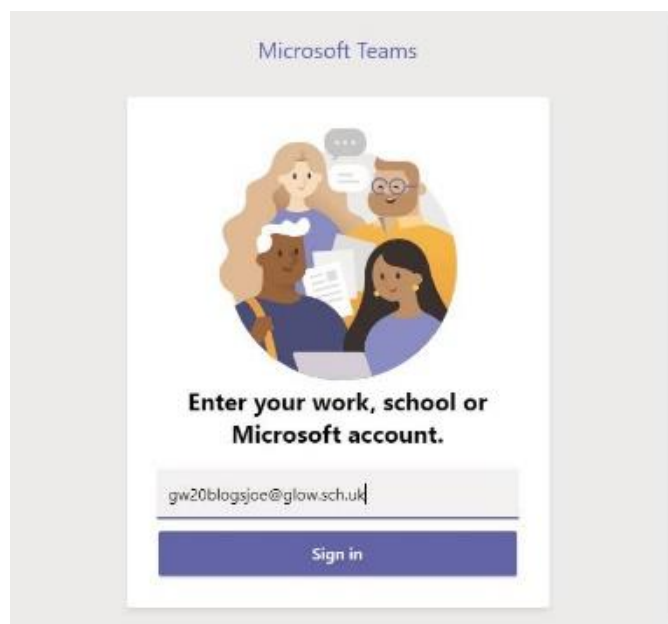 Microsoft Teams
Enter your work, school or
Microsoft account.
gw20blogsjoe@glow.sch.uk
Sign in